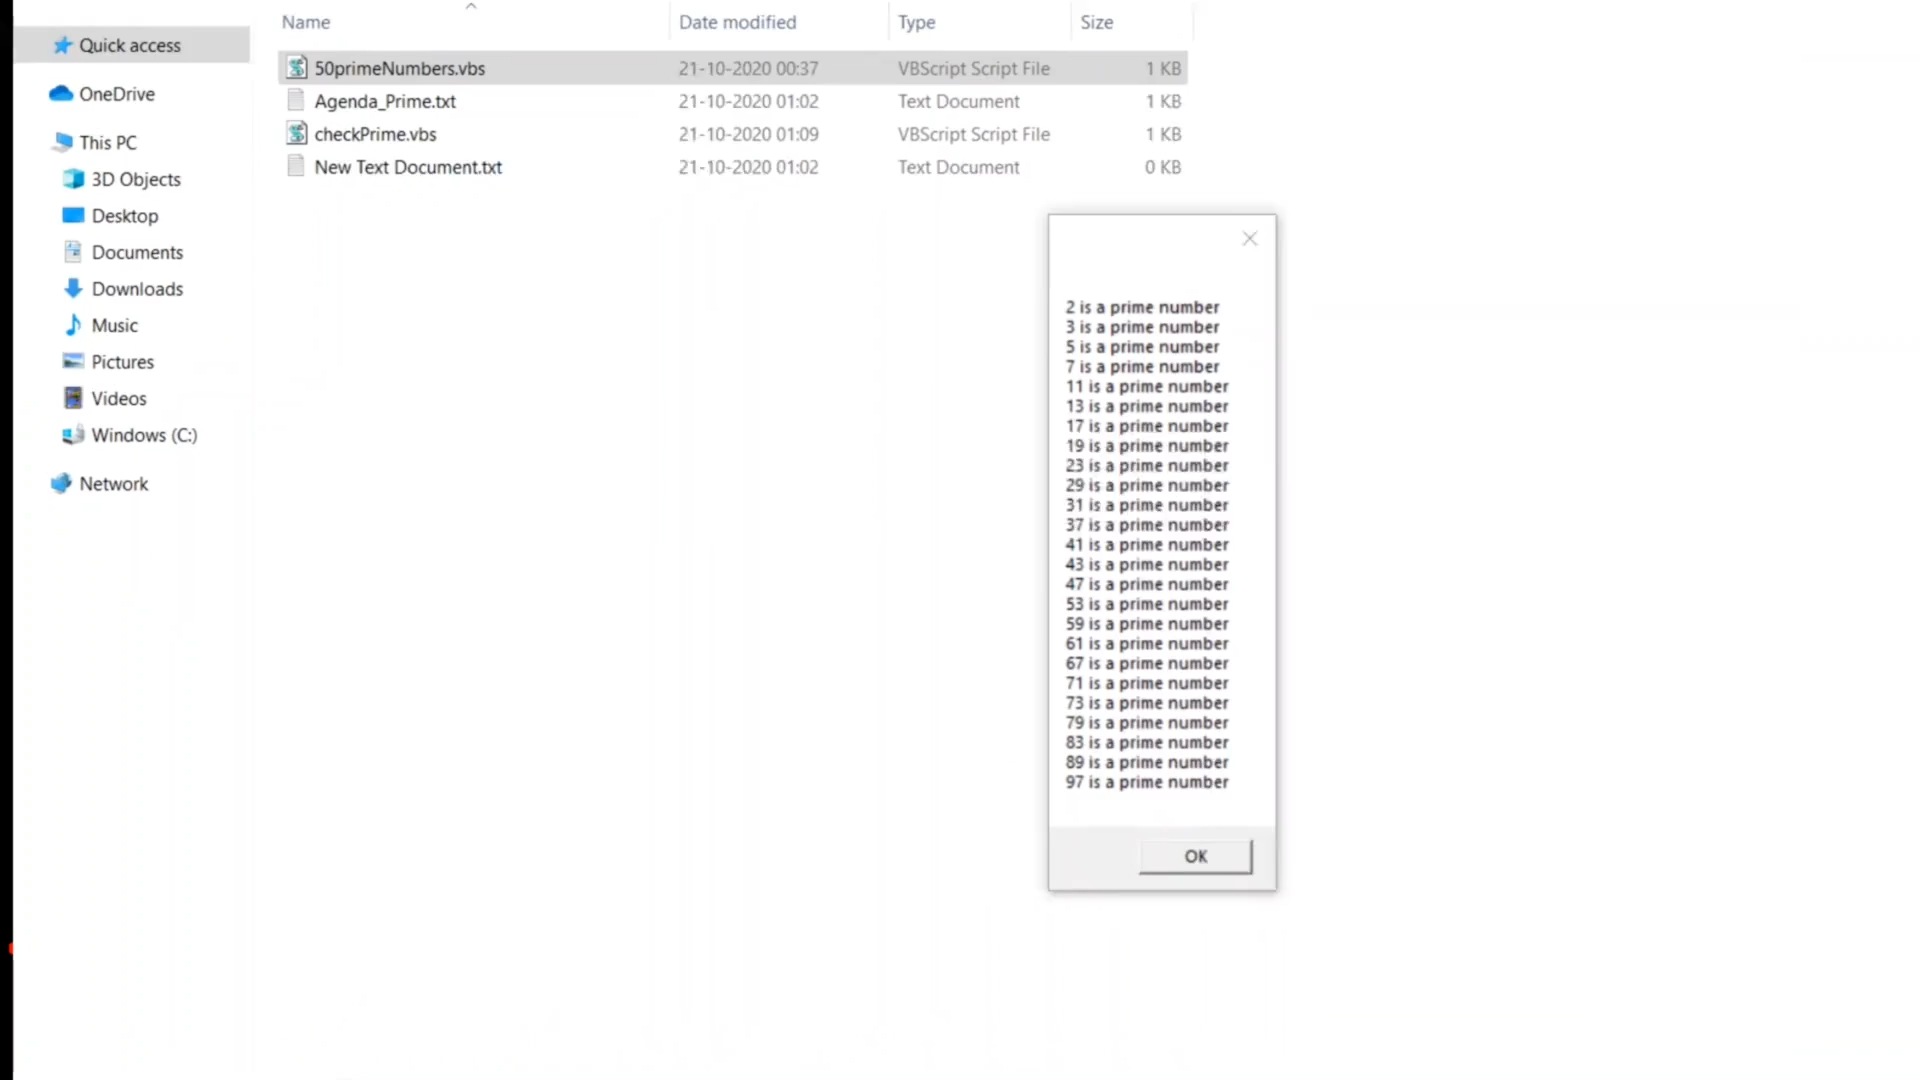 Name Date modified Type Size
Quick access
OneDrive
This PC
3D Objects
Desktop
Documents
Downloads
Music
Pictures
Videos
Windows (C:)
Network
50primeNumbers.vbs 21-10-2020 00:37 VBScript Script File 1 KB
Agenda_Prime.txt 21-10-2020 01:02 Text Document 1 KB
checkPrime.vbs 21-10-2020 01:09 VBScript Script File 1 KB
New Text Document.txt 21-10-2020 01:02 Text Document 0 KB
2 is a prime number
3 is a prime number
5 is a prime number
7 is a prime number
11 is a prime number
13 is a prime number
17 is a prime number
19 is a prime number
23 is a prime number
29 is a prime number
31 is a prime number
37 is a prime number
41 is a prime number
43 is a prime number
47 is a prime number
53 is a prime number
59 is a prime number
61 is a prime number
67 is a prime number
71 is a prime number
73 is a prime number
79 is a prime number
83 is a prime number
89 is a prime number
97 is a prime number
OK